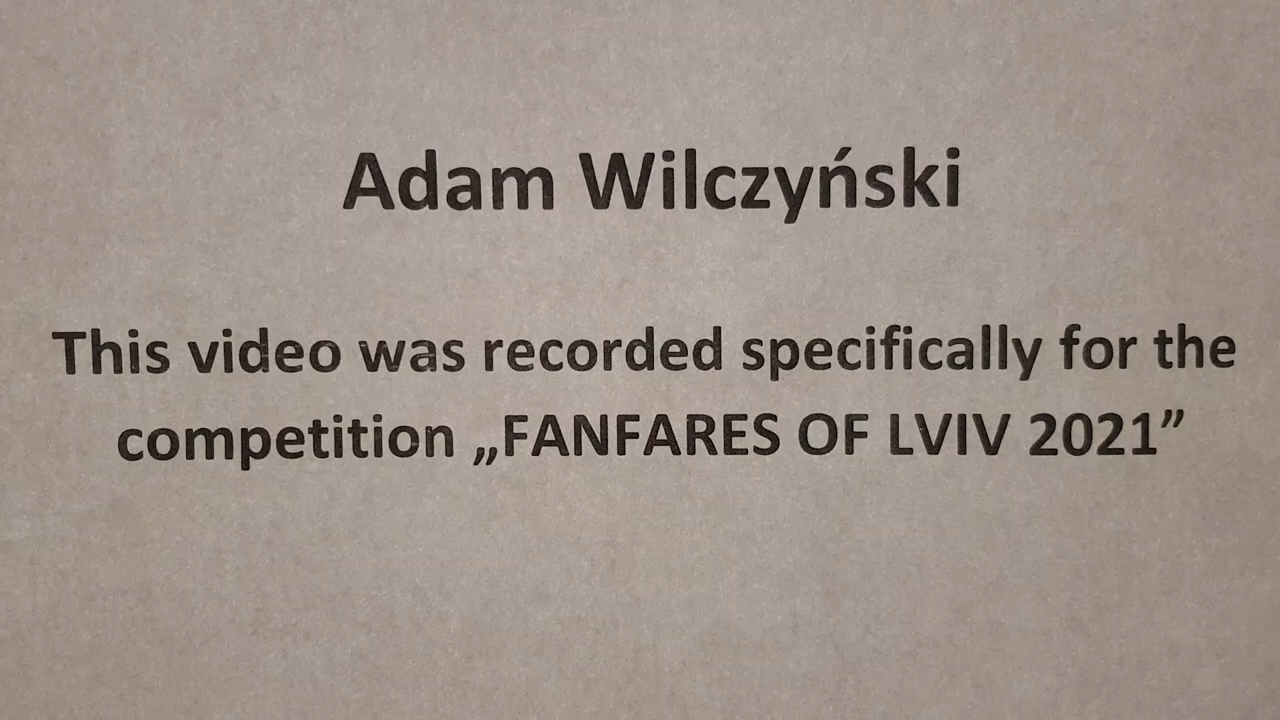 Adam Wilczyński
This video was recorded specifically for the
competition „FANFARES OF LVIV 2021”